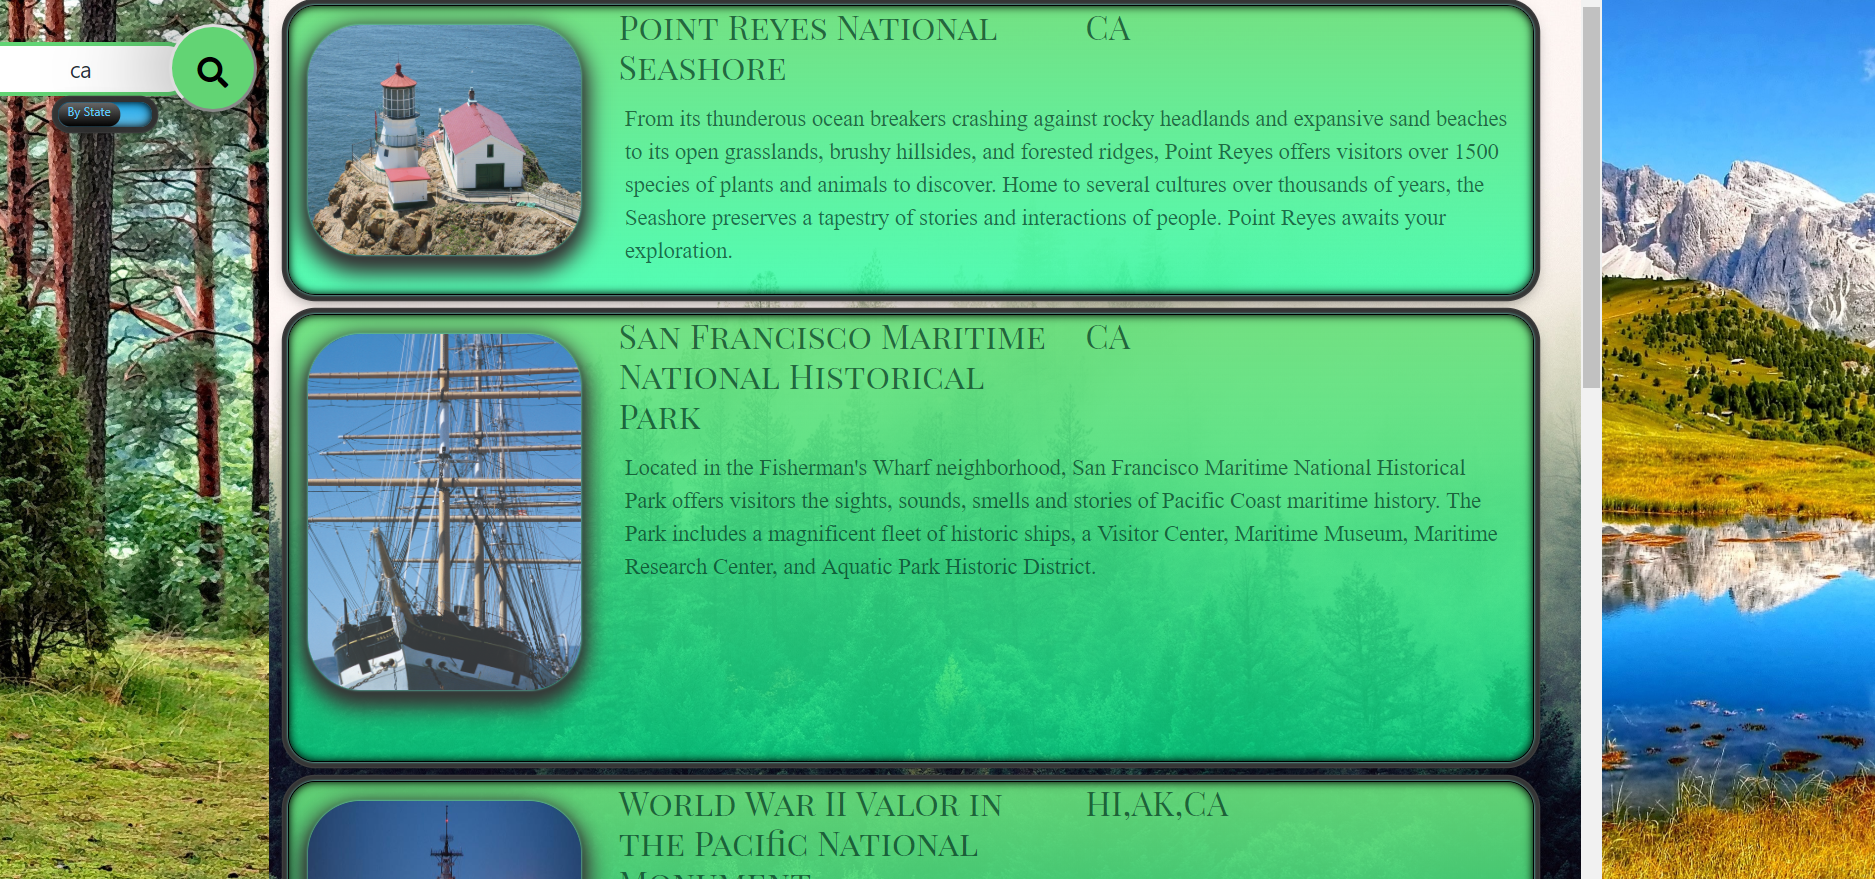 ca
By State
Point Reyes National
Seashore
CA
From its thunderous ocean breakers crashing against rocky headlands and expansive sand beaches
to its open grasslands, brushy hillsides, and forested ridges, Point Reyes offers visitors over 1500
species of plants and animals to discover. Home to several cultures over thousands of years, the
Seashore preserves a tapestry of stories and interactions of people. Point Reyes awaits your
exploration.
San Francisco Maritime
National Historical
Park
CA
Located in the Fisherman's Wharf neighborhood, San Francisco Maritime National Historical
Park offers visitors the sights, sounds, smells and stories of Pacific Coast maritime history. The
Park includes a magnificent fleet of historic ships, a Visitor Center, Maritime Museum, Maritime
Research Center, and Aquatic Park Historic District.
World War II Valor in
the Pacific National
Monument
HI,AK,CA